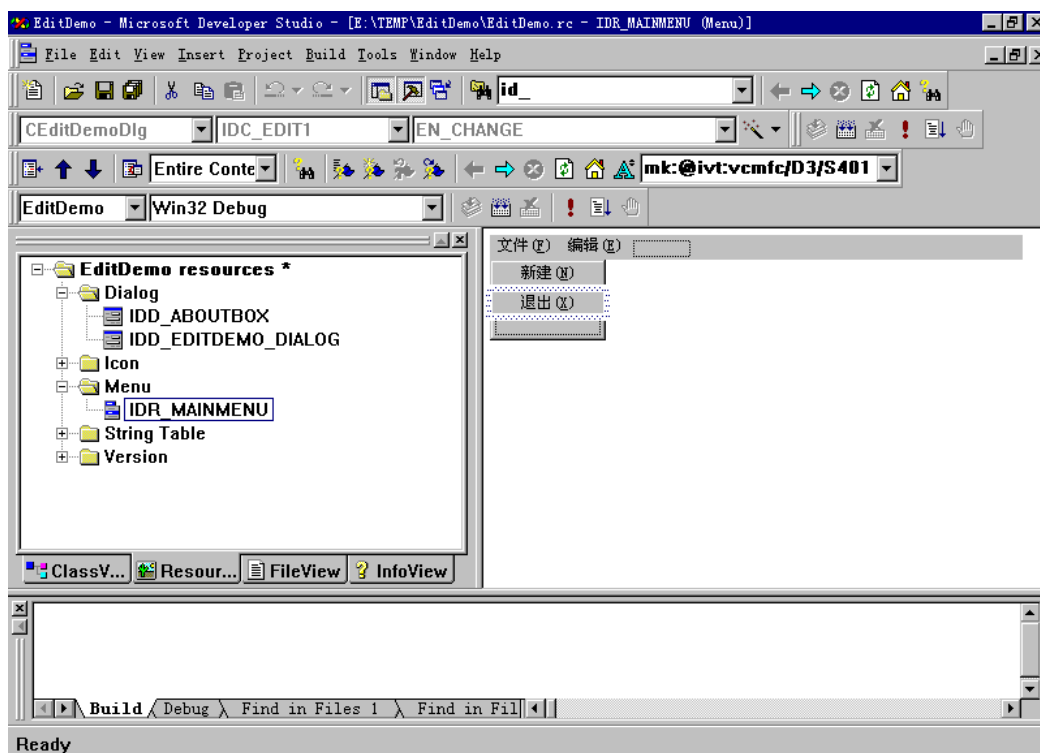 EditDemo - Microsoft Developer Studio - [E:\TEMP\EditDemo\EditDemo.rc - IDR_MAINMENU (Menu)]
File Edit View Insert Project Build Tools Window Help
id_
CEditDemoDlg IDC_EDIT1 EN_CHANGE
Entire Conte mk:@ivt:vcmfc/D3/S401
EditDemo Win32 Debug
文件(F) 编辑(E)
新建(N)
退出(X)
EditDemo resources *
Dialog
IDD_ABOUTBOX
IDD_EDITDEMO_DIALOG
Icon
Menu
IDR_MAINMENU
String Table
Version
ClassV... Resour... FileView InfoView
Build Debug Find in Files 1 Find in Fil
Ready